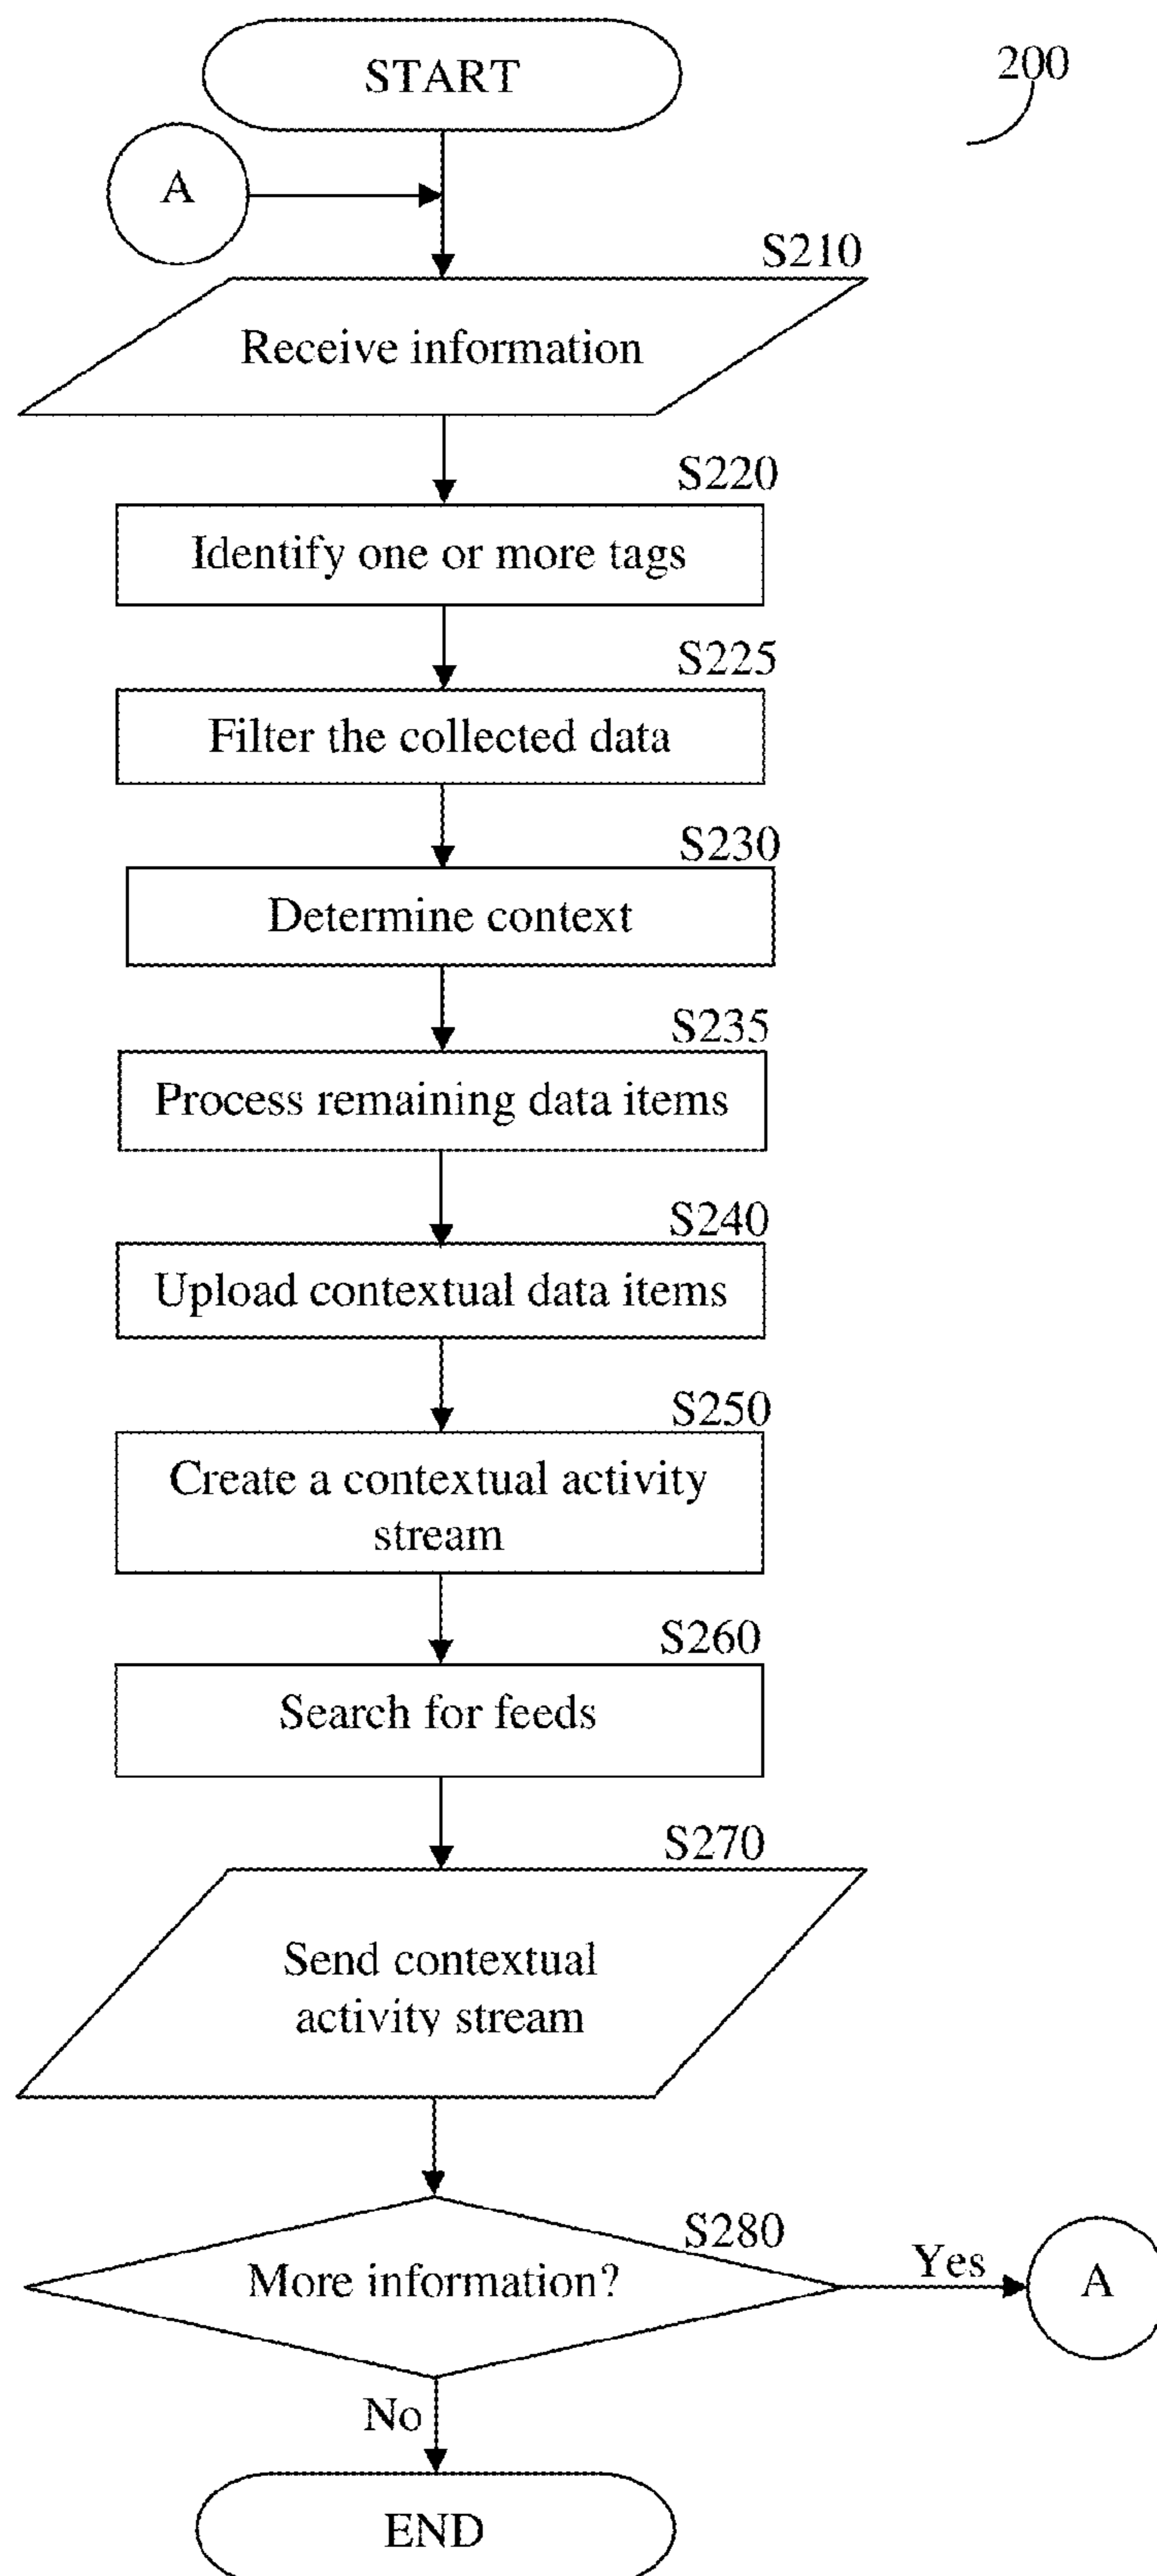 START
200
A
S210
Receive information
S220
Identify one or more tags
S225
Filter the collected data
S230
Determine context
S235
Process remaining data items
S240
Upload contextual data items
S250
Create a contextual activity
stream
S260
Search for feeds
S270
Send contextual
activity stream
S280
More information?
Yes
A
No
END